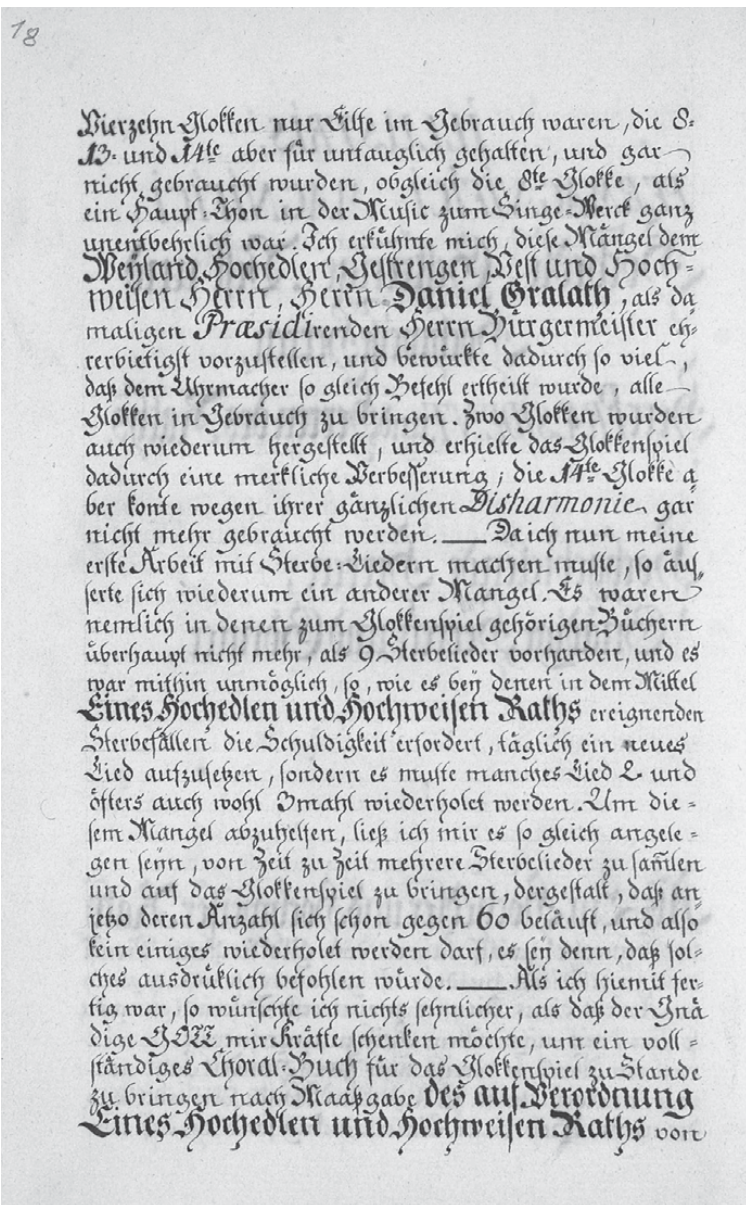 18
Vierzehn Glokken nur Eilfe im Gebrauch waren, die 8-
13- und 14te aber für untauglich gehalten, und gar
nicht gebraucht wurden, obgleich die 8te Glokke, als
ein Haupt-Thon in der Music zum Singe-Werck ganz
unentbehrlich war. Ich erkühnte mich, diese Mängel dem
Weyland, Hochedlen, Gestrengen, Vest und Hoch-
weisen Herrn, Herrn Daniel Gralath, als da
maligen Præsidirenden Herrn Bürgermeister eh-
rerbietigst vorzustellen, und bewürkte dadurch so viel,
daß dem Uhrmacher so gleich Befehl ertheilt wurde, alle
Glokken in Gebrauch zu bringen. Zwo Glokken wurden
auch wiederum hergestellt, und erhielte das Glokkenspiel
dadurch eine merkliche Verbesserung; die 14te Glokke a
ber konte wegen ihrer gänzlichen Disharmonie gar
nicht mehr gebraucht werden. — Da ich nun meine
erste Arbeit mit Sterbe-Liedern machen muste, so äus-
serte sich wiederum ein anderer Mangel. Es waren
nemlich in denen zum Glokkenspiel gehörigen Büchern
überhaupt nicht mehr, als 9 Sterbelieder vorhanden, und es
war mithin unmöglich, so, wie es bey denen in dem Mittel
Eines Hochedlen und Hochweisen Raths ereignenden
Sterbefällen die Schuldigkeit erfordert, täglich ein neues
Lied aufzusetzen, sondern es muste manches Lied 2 und
öfters auch wohl 3mahl wiederholet werden. Um die-
sem Mangel abzuhelfen, ließ ich mir es so gleich angele-
gen seyn, von Zeit zu Zeit mehrere Sterbelieder zu sam̄len
und auf das Glokkenspiel zu bringen, dergestalt, daß an
jetzo deren Anzahl sich schon gegen 60 beläuft, und also
kein einiges wiederholet werden darf, es sey denn, daß sol-
ches ausdrüklich befohlen würde. — Als ich hiemit fer-
tig war, so wünschte ich nichts sehnlicher, als daß der Gnä
dige GOTT mir Kräfte schenken möchte, um ein voll-
ständiges Choral-Buch für das Glokkenspiel zu Stande
zu bringen nach Maaßgabe des auf Verordnung
Eines Hochedlen und Hochweisen Raths von